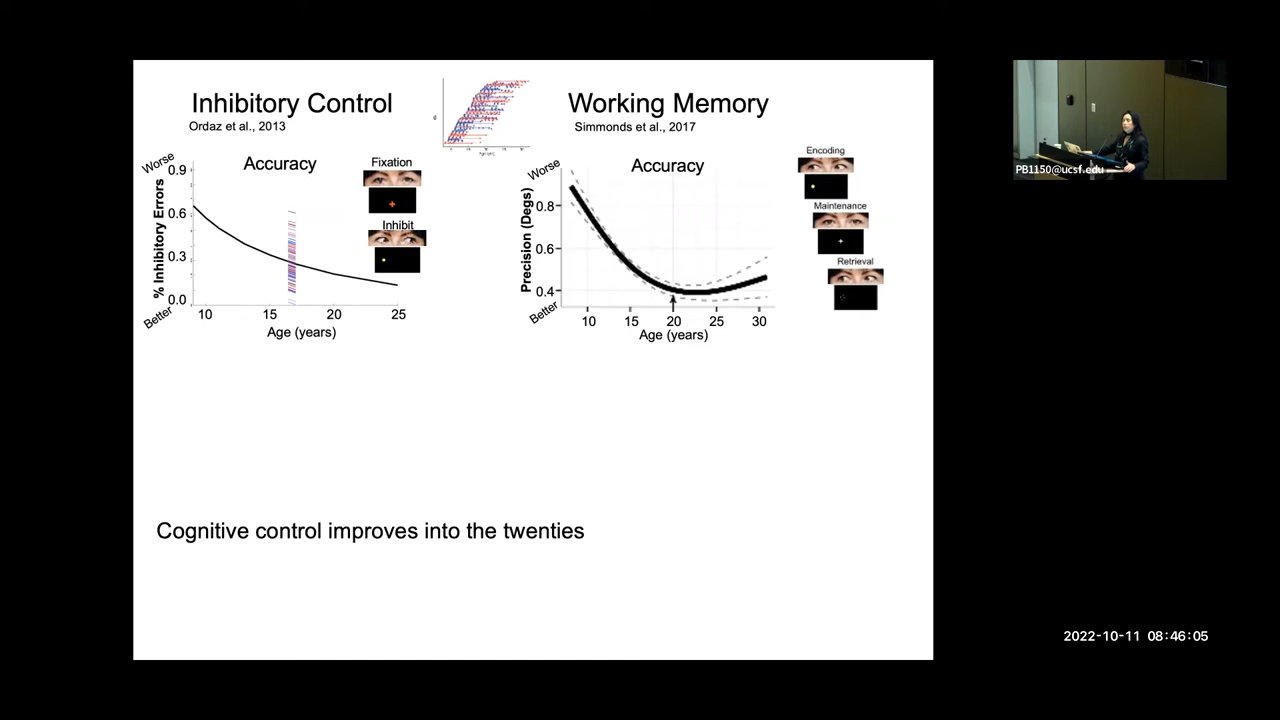 Inhibitory Control
Ordaz et al., 2013
Worse
Accuracy
% Inhibitory Errors
0.9
0.6
0.3
0.0
Better
10 15 20 25
Age (years)
Fixation
Inhibit
Working Memory
Simmonds et al., 2017
Worse
Accuracy
Precision (Degs)
0.8
0.6
0.4
Better
10 15 20 25 30
Age (years)
Encoding
Maintenance
Retrieval
Cognitive control improves into the twenties
PB1150@ucsf.edu
2022-10-11 08:46:05